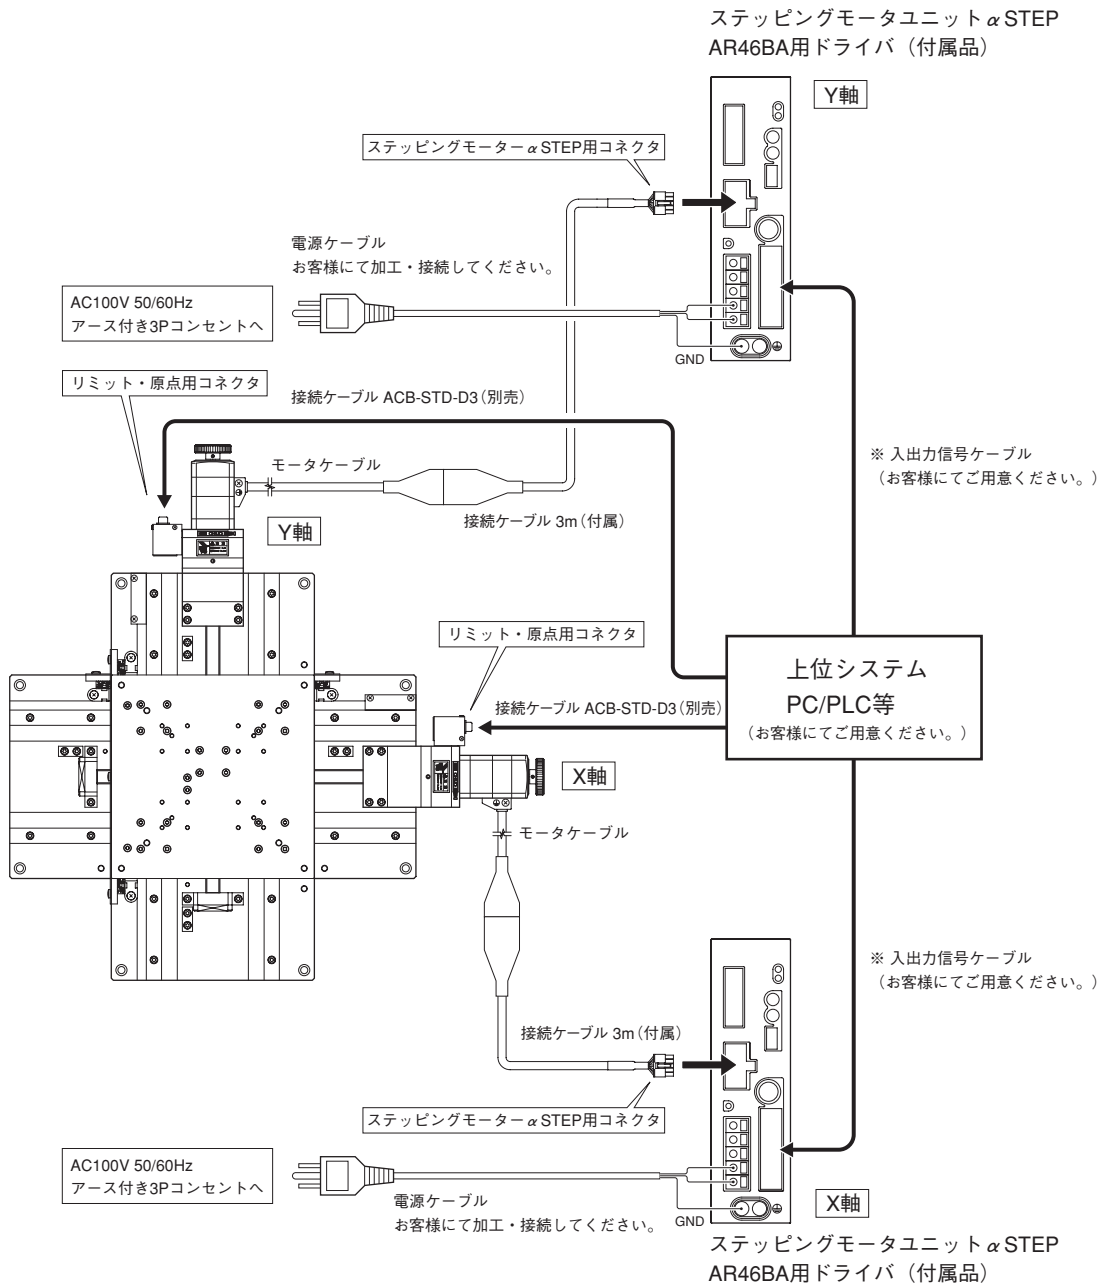 ステッピングモータユニットα STEP
AR46BA用ドライバ（付属品）
Y軸
ステッピングモーターα STEP用コネクタ
電源ケーブル
お客様にて加工・接続してください。
AC100V 50/60Hz
アース付き3Pコンセントへ
GND
リミット・原点用コネクタ
接続ケーブル ACB-STD-D3（別売）
※ 入出力信号ケーブル
（お客様にてご用意ください。）
モータケーブル
接続ケーブル 3m（付属）
Y軸
リミット・原点用コネクタ
上位システム
PC/PLC等
（お客様にてご用意ください。）
接続ケーブル ACB-STD-D3（別売）
X軸
モータケーブル
※ 入出力信号ケーブル
（お客様にてご用意ください。）
接続ケーブル 3m（付属）
ステッピングモーターα STEP用コネクタ
AC100V 50/60Hz
アース付き3Pコンセントへ
電源ケーブル
お客様にて加工・接続してください。
GND
X軸
ステッピングモータユニットα STEP
AR46BA用ドライバ（付属品）